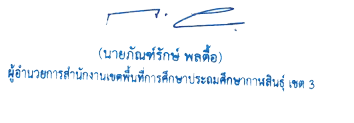 (นายภัณฑ์รักษ์ พลตื้อ)
ผู้อำนวยการสำนักงานเขตพื้นที่การศึกษาประถมศึกษากาฬสินธุ์ เขต 3